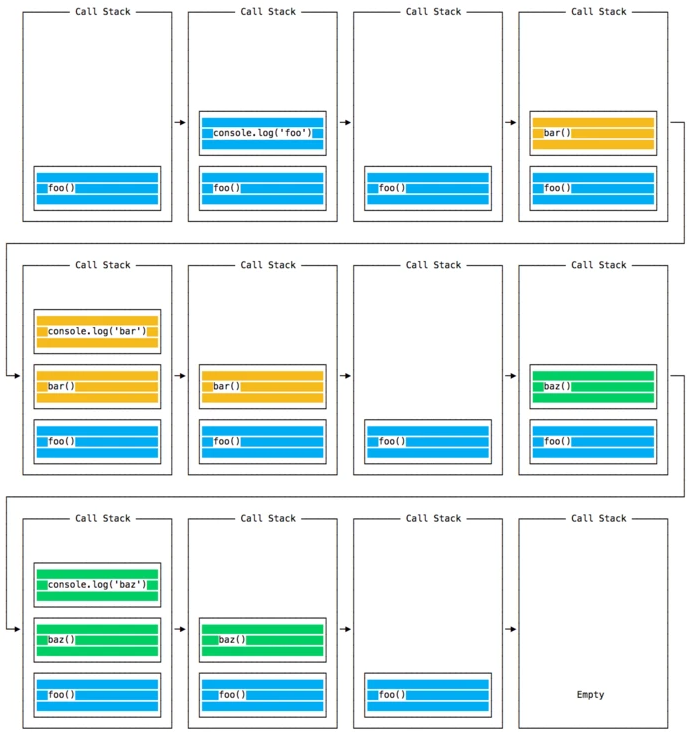 Call Stack
Call Stack
Call Stack
Call Stack
console.log('foo')
bar()
foo()
foo()
foo()
foo()
Call Stack
Call Stack
Call Stack
Call Stack
console.log('bar')
bar()
bar()
baz()
foo()
foo()
foo()
foo()
Call Stack
Call Stack
Call Stack
Call Stack
console.log('baz')
baz()
baz()
foo()
foo()
foo()
Empty